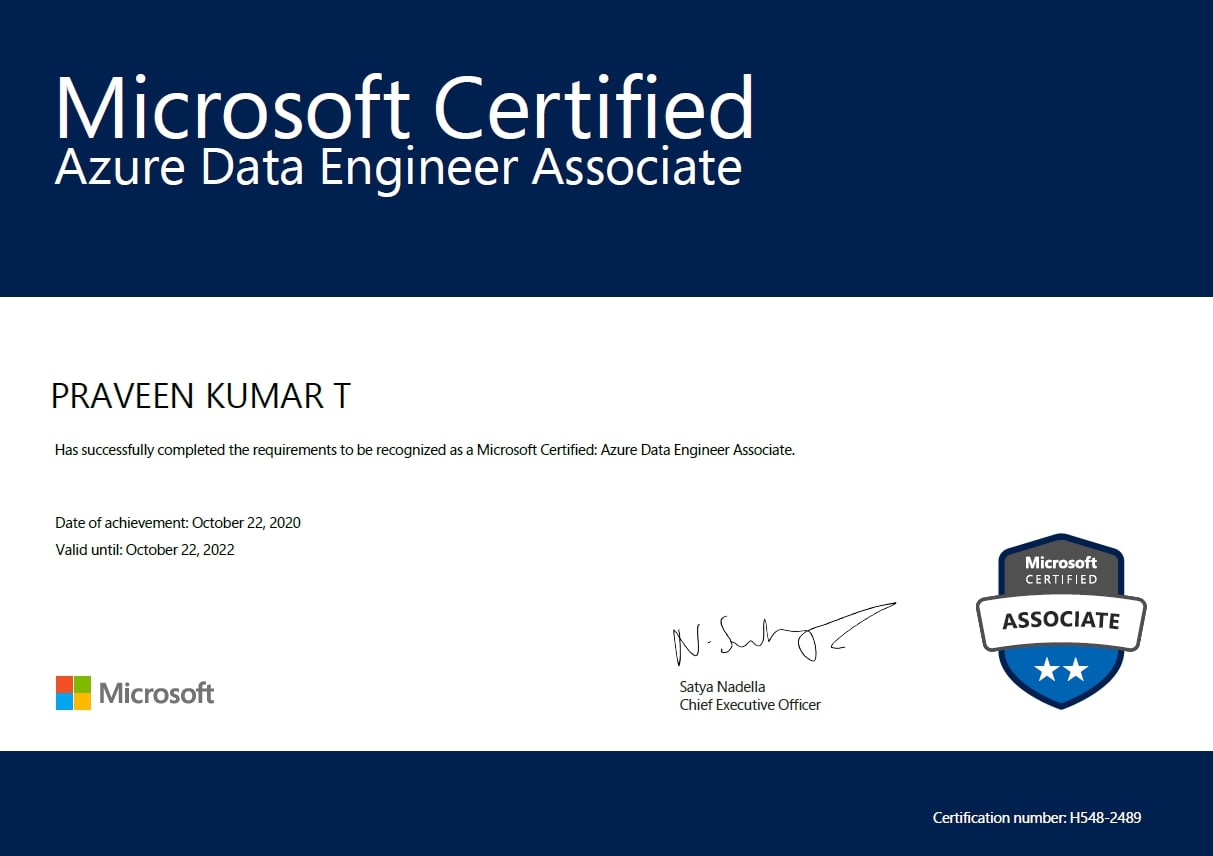 Microsoft Certified
Azure Data Engineer Associate
PRAVEEN KUMAR T
Has successfully completed the requirements to be recognized as a Microsoft Certified: Azure Data Engineer Associate.
Date of achievement: October 22, 2020
Valid until: October 22, 2022
Microsoft
CERTIFIED
ASSOCIATE
N. Satya
Satya Nadella
Chief Executive Officer
Microsoft
Certification number: H548-2489